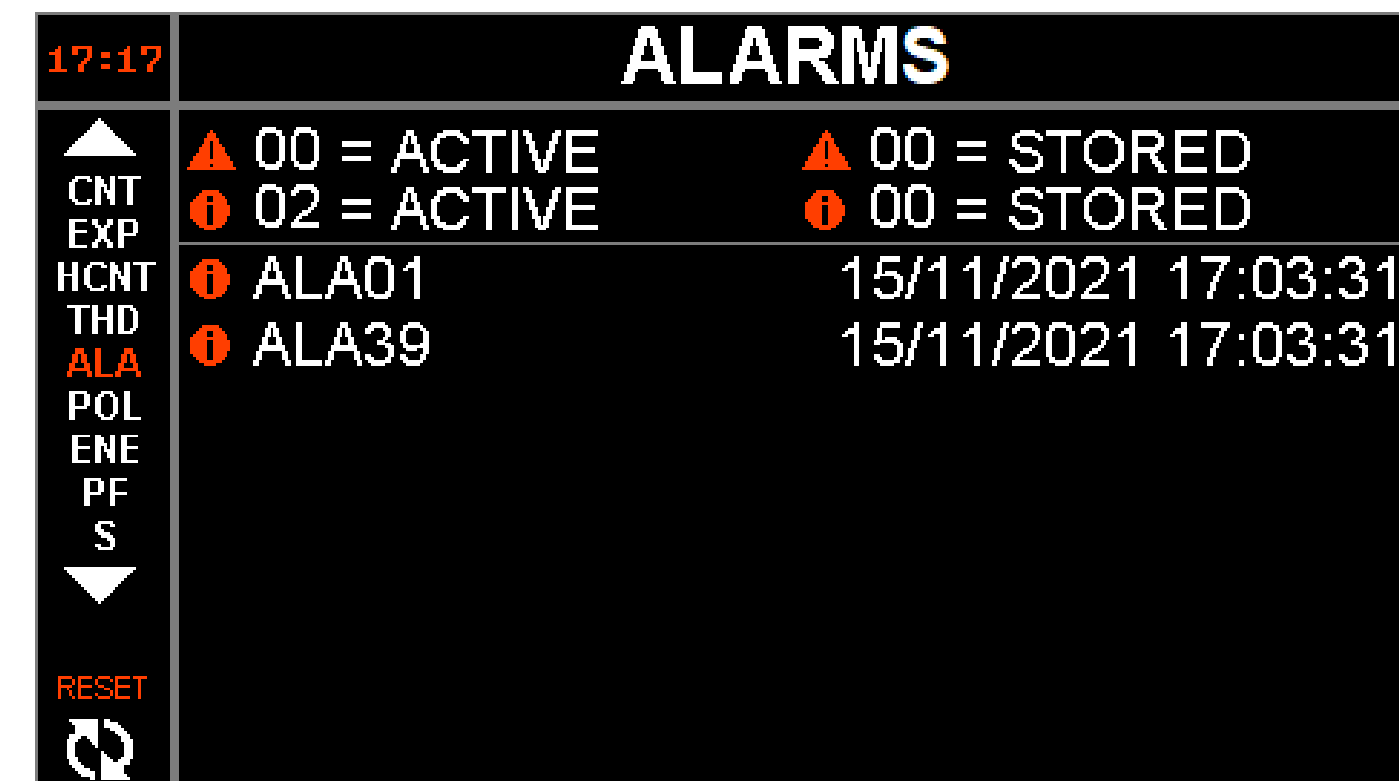 17:17 ALARMS
00 = ACTIVE 00 = STORED
02 = ACTIVE 00 = STORED
ALA01 15/11/2021 17:03:31
ALA39 15/11/2021 17:03:31
CNT
EXP
HCNT
THD
ALA
POL
ENE
PF
S
RESET